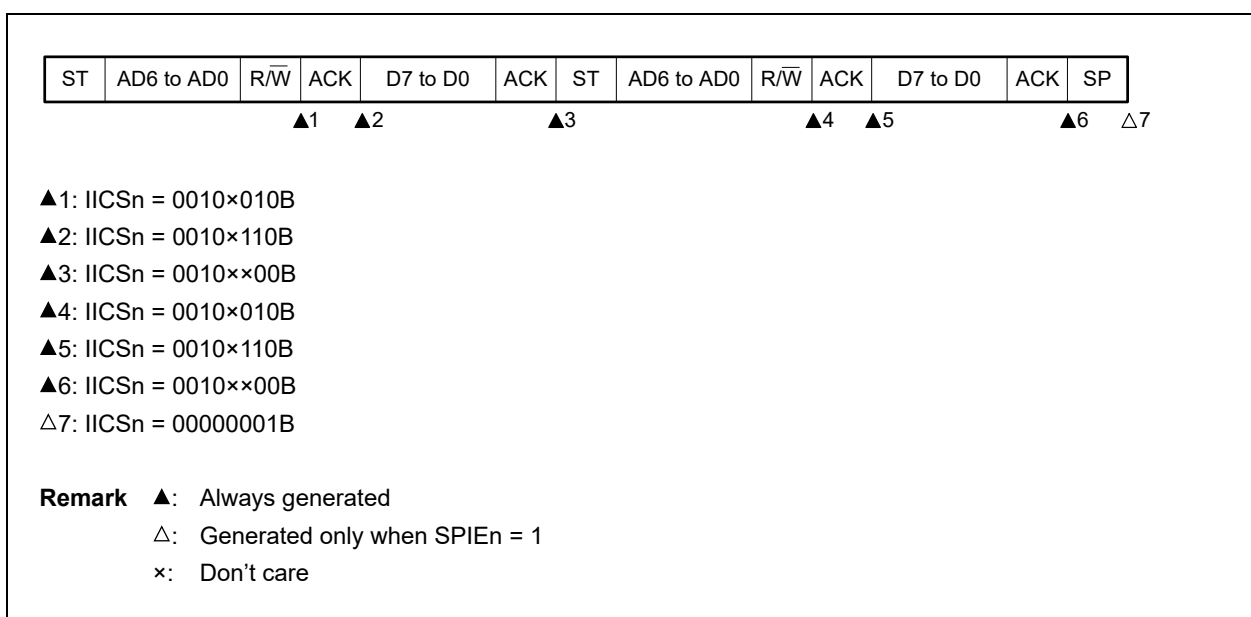 ST AD6 to AD0 R/W̅ ACK D7 to D0 ACK ST AD6 to AD0 R/W̅ ACK D7 to D0 ACK SP
▲1 ▲2 ▲3 ▲4 ▲5 ▲6 △7
▲1: IICSn = 0010×010B
▲2: IICSn = 0010×110B
▲3: IICSn = 0010××00B
▲4: IICSn = 0010×010B
▲5: IICSn = 0010×110B
▲6: IICSn = 0010××00B
△7: IICSn = 00000001B
Remark ▲: Always generated
△: Generated only when SPIEn = 1
×: Don't care